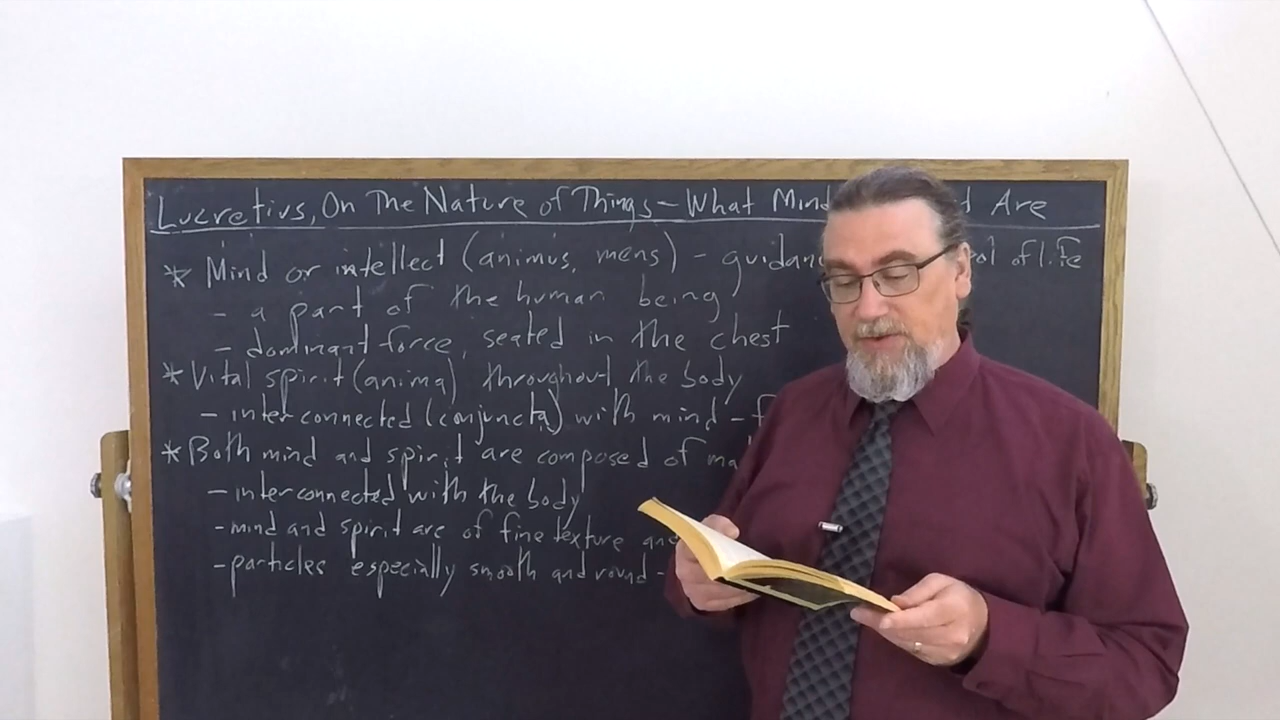 Lucretius, On The Nature of Things - What Mind Are
* Mind or intellect (animus, mens) - of life
- a part of the human being
- dominant force, seated in the chest
* Vital spirit (anima) throughout the body
- interconnected (conjuncta) with mind -
* Both mind and spirit are composed of
- interconnected with the body
- mind and spirit are of fine texture and
- particles especially smooth and round -